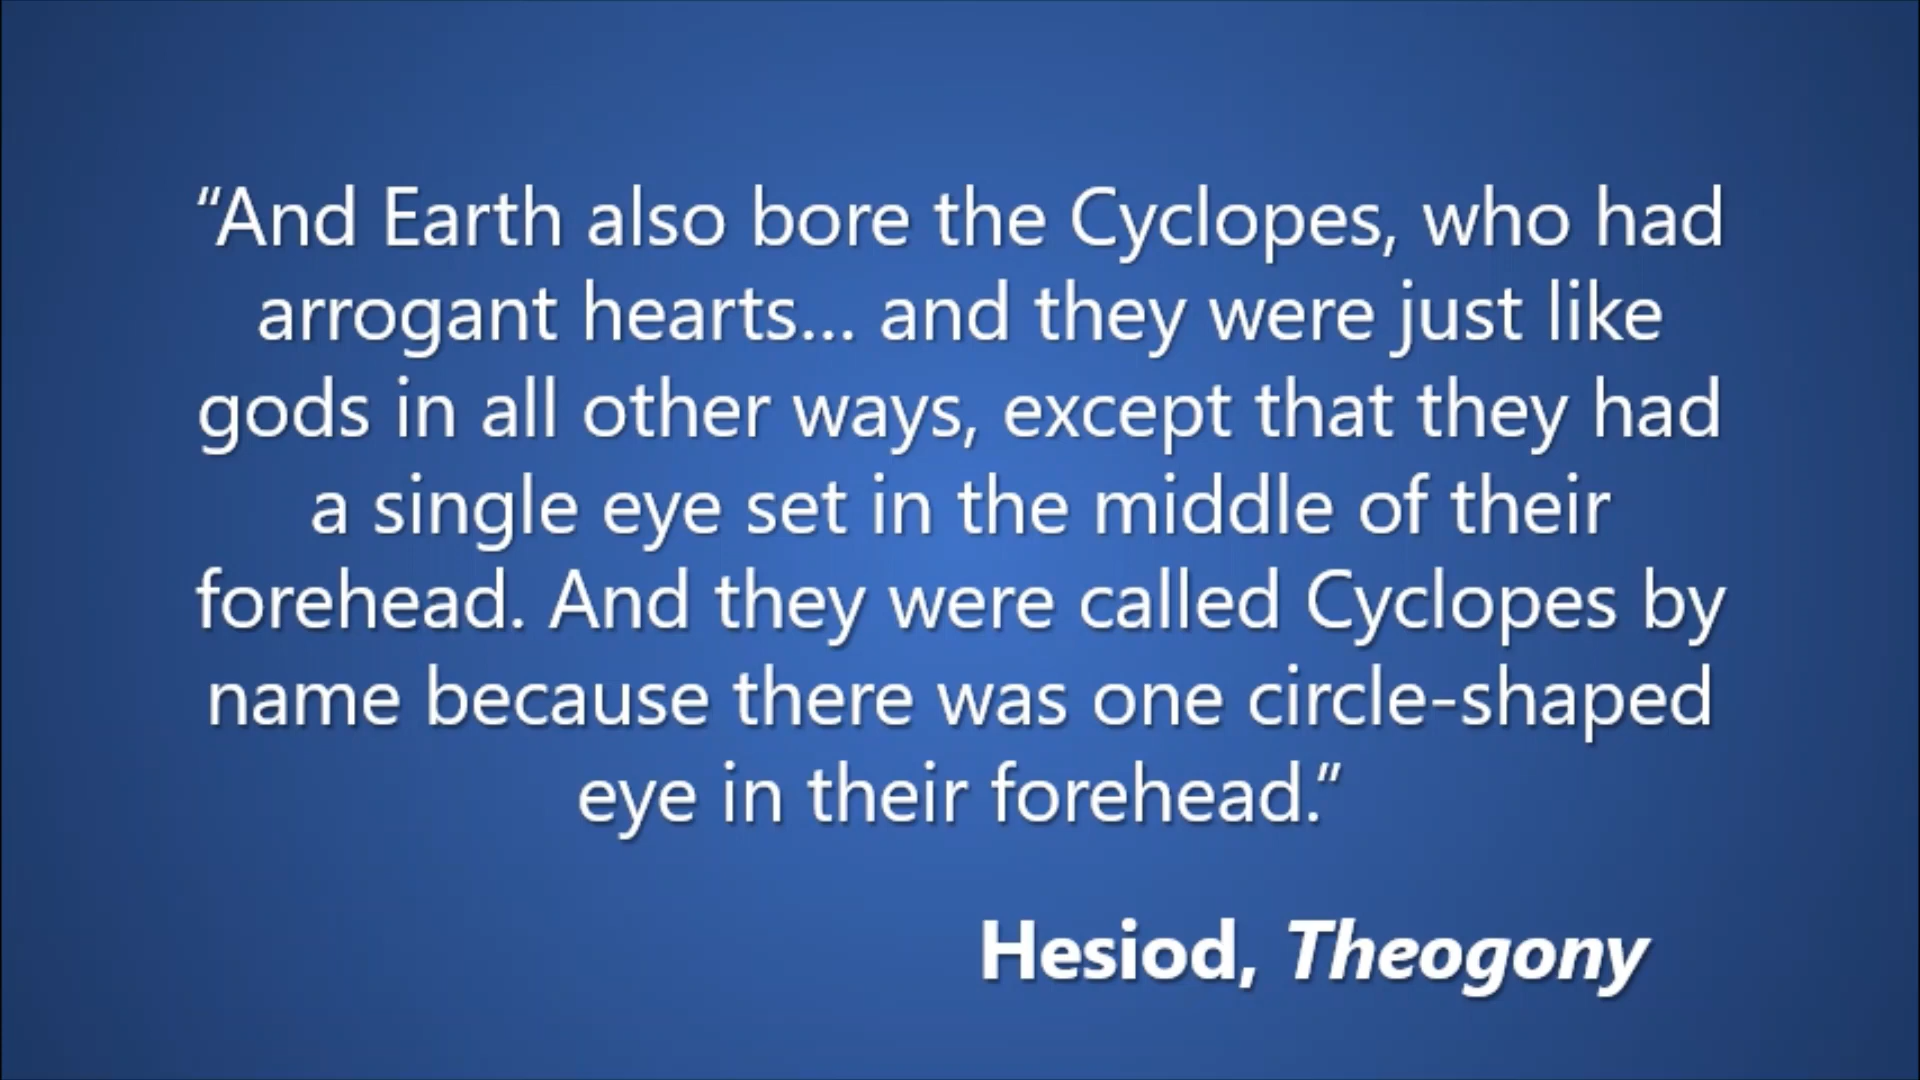 “And Earth also bore the Cyclopes, who had
arrogant hearts... and they were just like
gods in all other ways, except that they had
a single eye set in the middle of their
forehead. And they were called Cyclopes by
name because there was one circle-shaped
eye in their forehead.”
Hesiod, Theogony